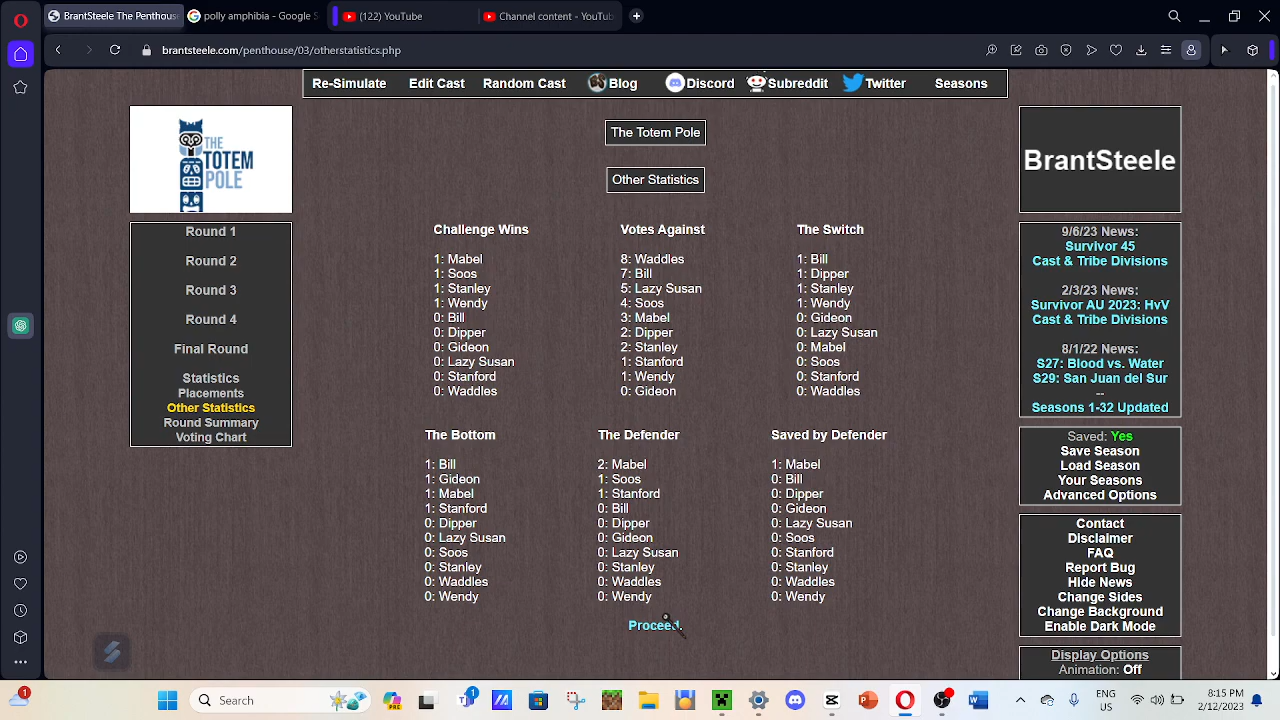 BrantSteele The Penthouse
polly amphibia - Google S
(122) YouTube
Channel content - YouTu
brantsteele.com/penthouse/03/otherstatistics.php
Re-Simulate Edit Cast Random Cast Blog Discord Subreddit Twitter Seasons
THE
TOTEM
POLE
The Totem Pole
Other Statistics
BrantSteele
Round 1
Round 2
Round 3
Round 4
Final Round
Statistics
Placements
Other Statistics
Round Summary
Voting Chart
Challenge Wins
1: Mabel
1: Soos
1: Stanley
1: Wendy
0: Bill
0: Dipper
0: Gideon
0: Lazy Susan
0: Stanford
0: Waddles
Votes Against
8: Waddles
7: Bill
5: Lazy Susan
4: Soos
3: Mabel
2: Dipper
2: Stanley
1: Stanford
1: Wendy
0: Gideon
The Switch
1: Bill
1: Dipper
1: Stanley
1: Wendy
0: Gideon
0: Lazy Susan
0: Mabel
0: Soos
0: Stanford
0: Waddles
The Bottom
1: Bill
1: Gideon
1: Mabel
1: Stanford
0: Dipper
0: Lazy Susan
0: Soos
0: Stanley
0: Waddles
0: Wendy
The Defender
2: Mabel
1: Soos
1: Stanford
0: Bill
0: Dipper
0: Gideon
0: Lazy Susan
0: Stanley
0: Waddles
0: Wendy
Saved by Defender
1: Mabel
0: Bill
0: Dipper
0: Gideon
0: Lazy Susan
0: Soos
0: Stanford
0: Stanley
0: Waddles
0: Wendy
Proceed.
9/6/23 News:
Survivor 45
Cast & Tribe Divisions
2/3/23 News:
Survivor AU 2023: HvV
Cast & Tribe Divisions
8/1/22 News:
S27: Blood vs. Water
S29: San Juan del Sur
--
Seasons 1-32 Updated
Saved: Yes
Save Season
Load Season
Your Seasons
Advanced Options
Contact
Disclaimer
FAQ
Report Bug
Hide News
Change Sides
Change Background
Enable Dark Mode
Display Options
Animation: Off
1
Search
PRE
1
ENG
US
8:15 PM
2/12/2023